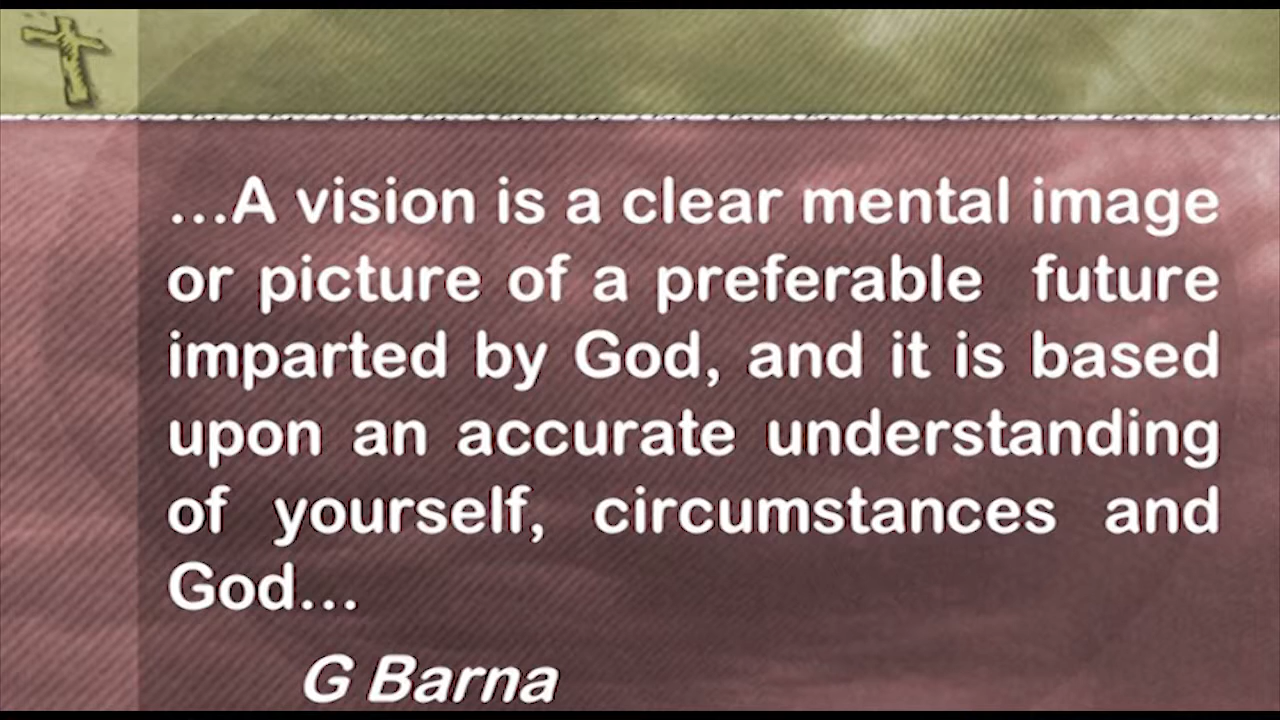 ...A vision is a clear mental image
or picture of a preferable future
imparted by God, and it is based
upon an accurate understanding
of yourself, circumstances and
God...
G Barna